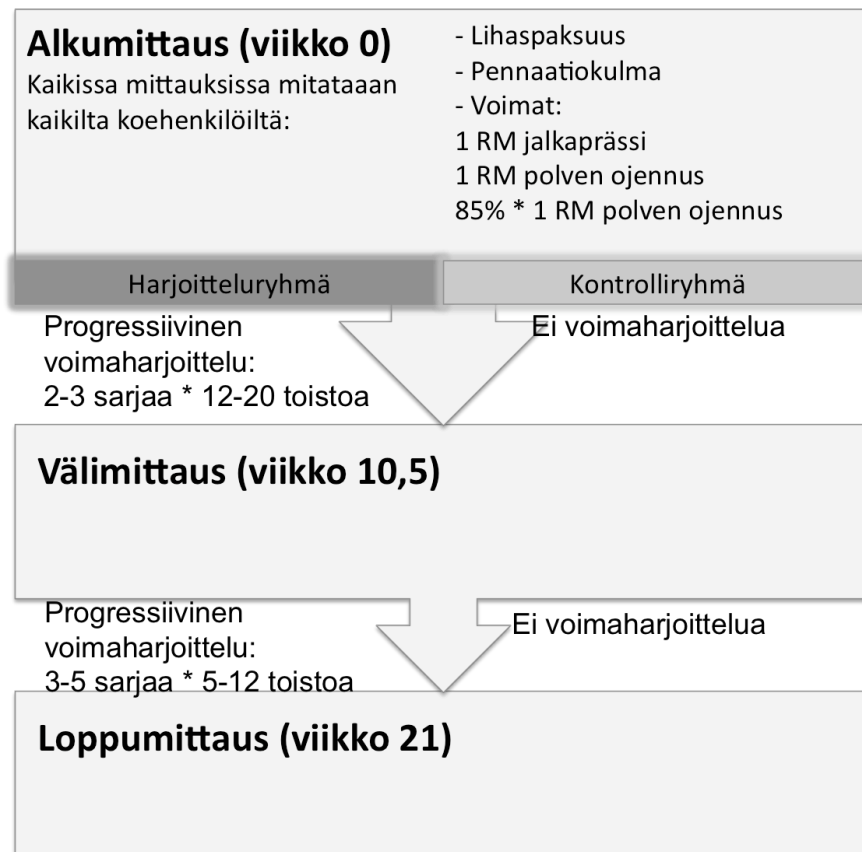 Alkumittaus (viikko 0)
Kaikissa mittauksissa mitataaan
kaikilta koehenkilöiltä:
- Lihaspaksuus
- Pennaatiokulma
- Voimat:
1 RM jalkaprässi
1 RM polven ojennus
85% * 1 RM polven ojennus
Harjoitteluryhmä
Kontrolliryhmä
Progressiivinen
voimaharjoittelu:
2-3 sarjaa * 12-20 toistoa
Ei voimaharjoittelua
Välimittaus (viikko 10,5)
Progressiivinen
voimaharjoittelu:
3-5 sarjaa * 5-12 toistoa
Ei voimaharjoittelua
Loppumittaus (viikko 21)